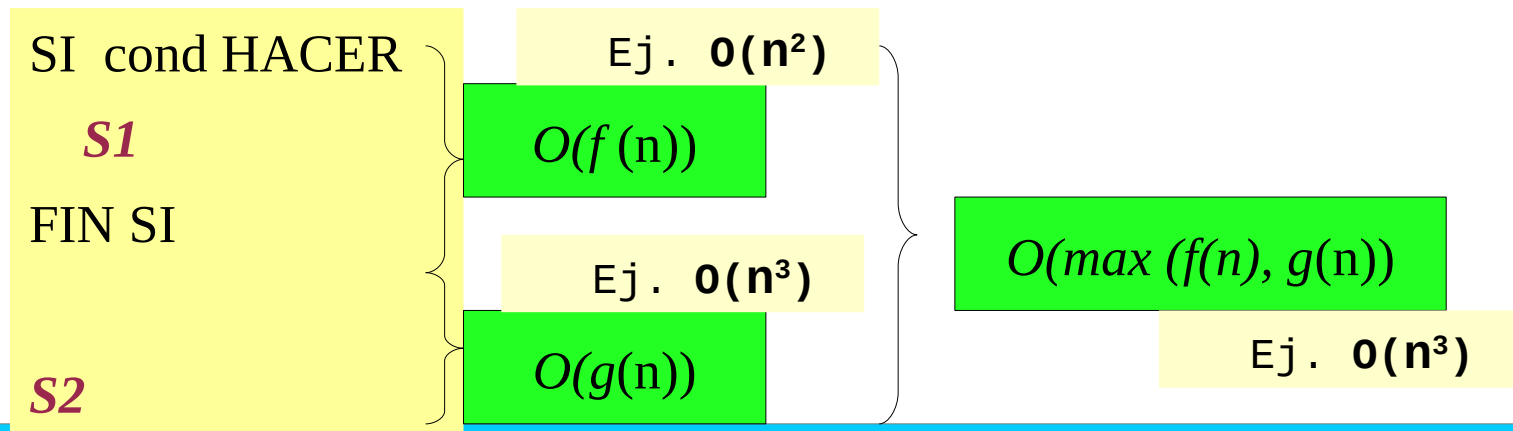 SI cond HACER
S1
FIN SI
S2
Ej. O(n²)
O(f (n))
Ej. O(n³)
O(g(n))
O(max (f(n), g(n))
Ej. O(n³)